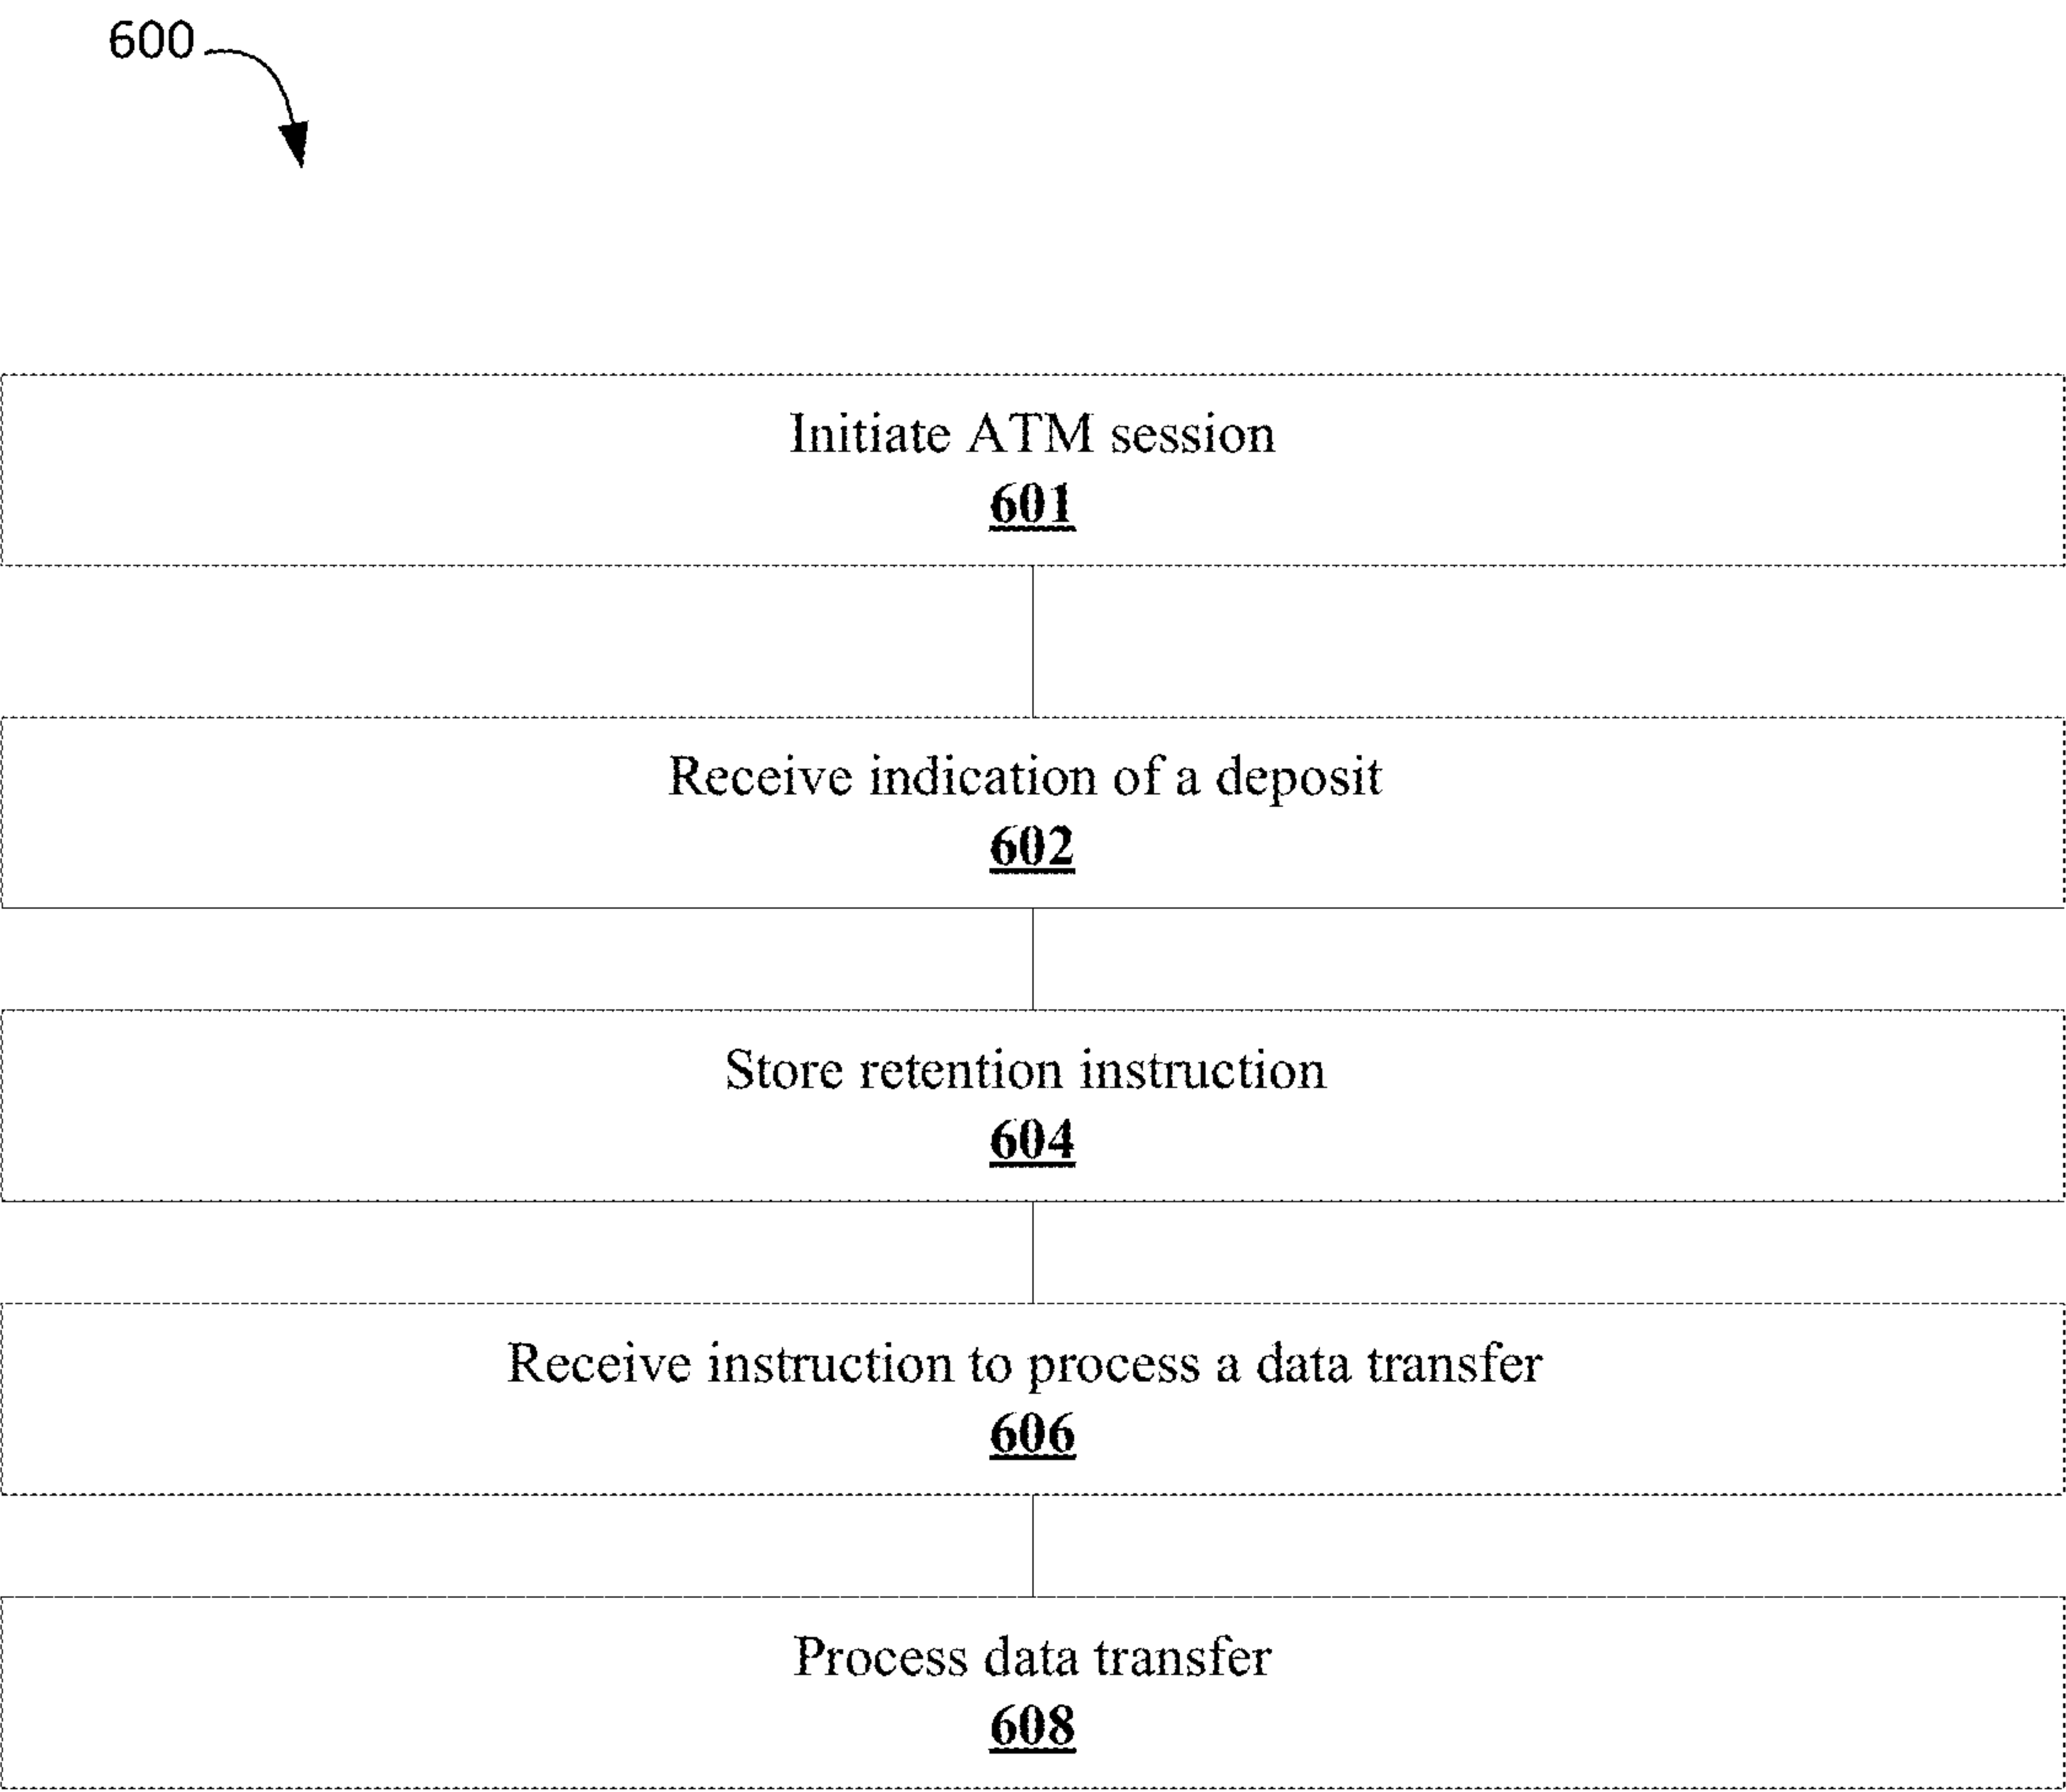 600
Initiate ATM session
601
Receive indication of a deposit
602
Store retention instruction
604
Receive instruction to process a data transfer
606
Process data transfer
608